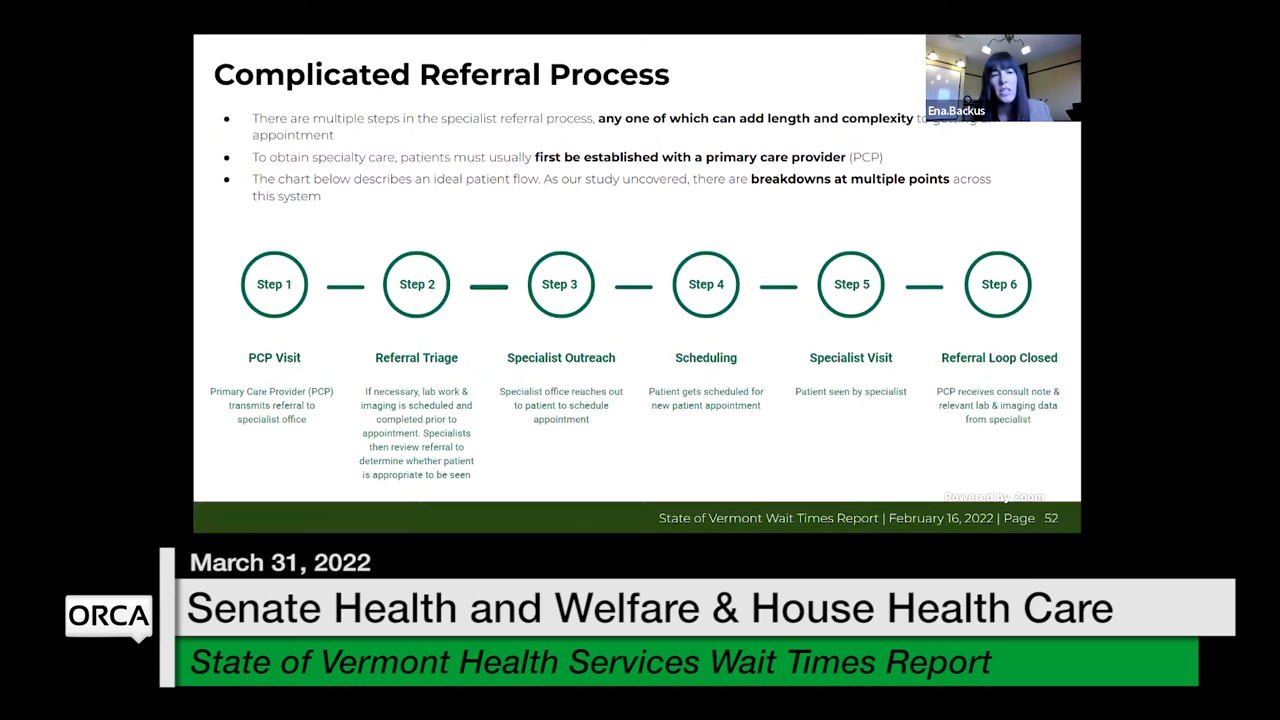 Complicated Referral Process
Ena.Backus
There are multiple steps in the specialist referral process, any one of which can add length and complexity to
appointment
To obtain specialty care, patients must usually first be established with a primary care provider (PCP)
The chart below describes an ideal patient flow. As our study uncovered, there are breakdowns at multiple points across
this system
Step 1
Step 2
Step 3
Step 4
Step 5
Step 6
PCP Visit
Primary Care Provider (PCP)
transmits referral to
specialist office
Referral Triage
If necessary, lab work &
imaging is scheduled and
completed prior to
appointment. Specialists
then review referral to
determine whether patient
is appropriate to be seen
Specialist Outreach
Specialist office reaches out
to patient to schedule
appointment
Scheduling
Patient gets scheduled for
new patient appointment
Specialist Visit
Patient seen by specialist
Referral Loop Closed
PCP receives consult note &
relevant lab & imaging data
from specialist
Powered by Zoom
State of Vermont Wait Times Report | February 16, 2022 | Page 52
March 31, 2022
ORCA
Senate Health and Welfare & House Health Care
State of Vermont Health Services Wait Times Report